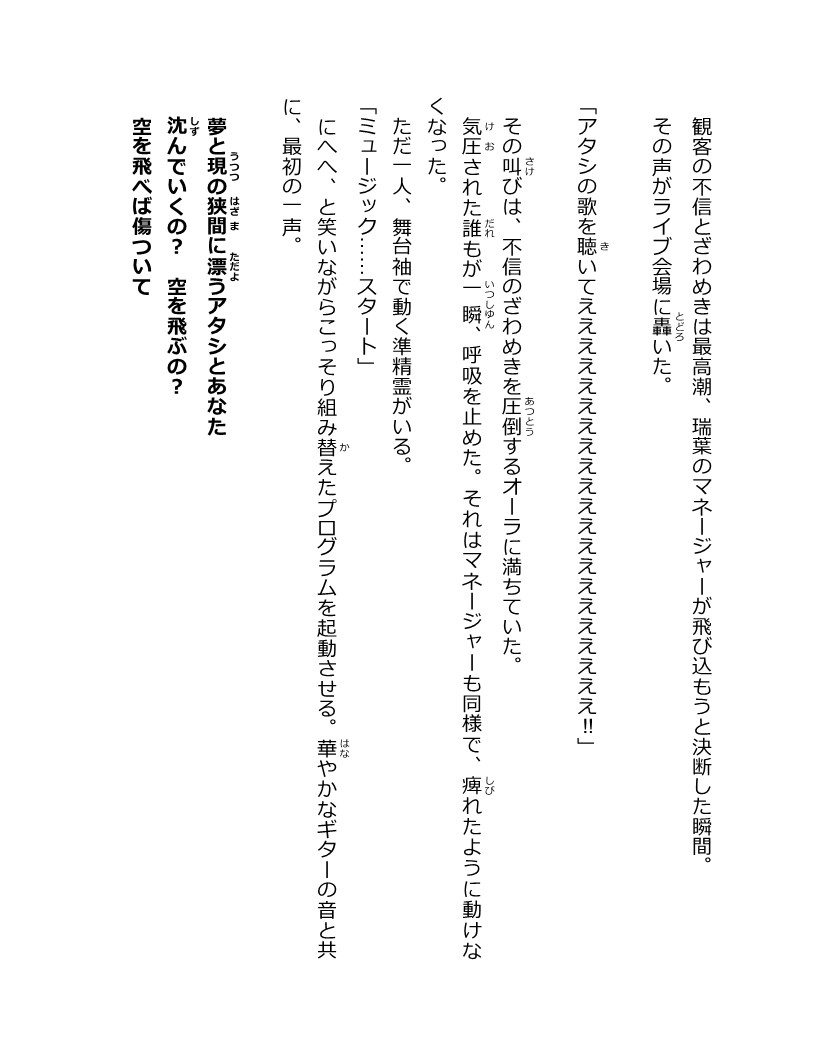 観客の不信とざわめきは最高潮、瑞葉のマネージャーが飛び込もうと決断した瞬間。
その声がライブ会場に轟いた。
「アタシの歌を聴いてえええええええええええええええええええええ‼」
その叫びは、不信のざわめきを圧倒するオーラに満ちていた。
気圧された誰もが一瞬、呼吸を止めた。それはマネージャーも同様で、痺れたように動けな
くなった。
ただ一人、舞台袖で動く準精霊がいる。
「ミュージック……スタート」
にへへ、と笑いながらこっそり組み替えたプログラムを起動させる。華やかなギターの音と共
に、最初の一声。
夢と現の狭間に漂うアタシとあなた
沈んでいくの？　空を飛ぶの？
空を飛べば傷ついて